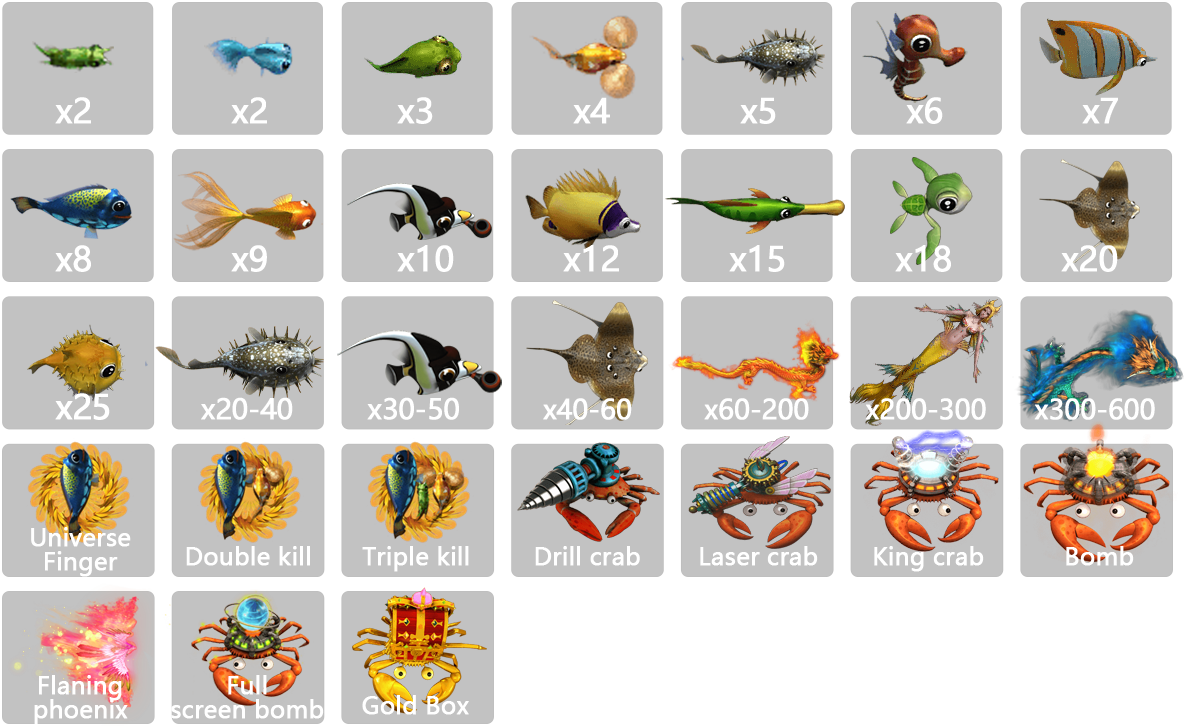 x2
x2
x3
x4
x5
x6
x7
x8
x9
x10
x12
x15
x18
x20
x25
x20-40
x30-50
x40-60
x60-200
x200-300
x300-600
Universe
Finger
Double kill
Triple kill
Drill crab
Laser crab
King crab
Bomb
Flaning
phoenix
Full
screen bomb
Gold Box